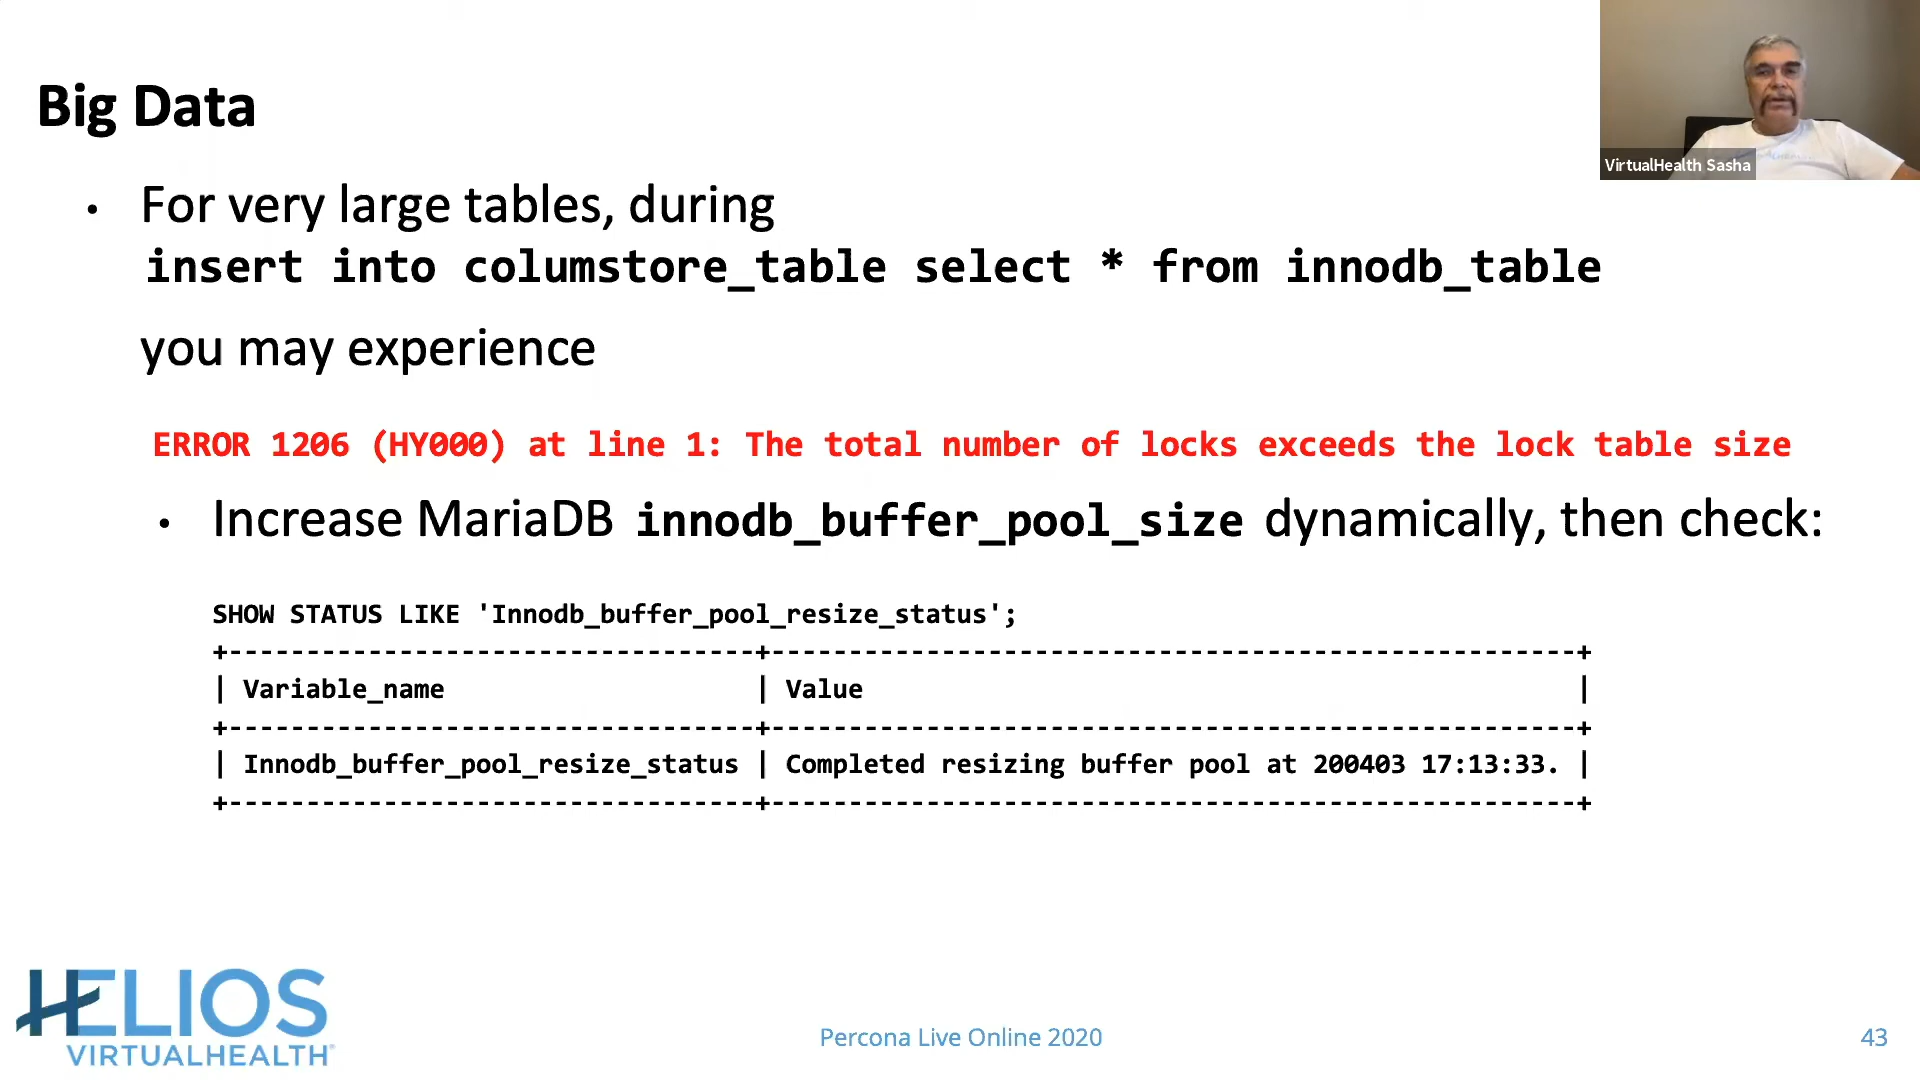 Big Data
VirtualHealth Sasha
• For very large tables, during
insert into columstore_table select * from innodb_table
you may experience
ERROR 1206 (HY000) at line 1: The total number of locks exceeds the lock table size
• Increase MariaDB innodb_buffer_pool_size dynamically, then check:
SHOW STATUS LIKE 'Innodb_buffer_pool_resize_status';
+----------------------------------+----------------------------------------------------+
| Variable_name | Value |
+----------------------------------+----------------------------------------------------+
| Innodb_buffer_pool_resize_status | Completed resizing buffer pool at 200403 17:13:33. |
+----------------------------------+----------------------------------------------------+
HELIOS
VIRTUALHEALTH
Percona Live Online 2020
43